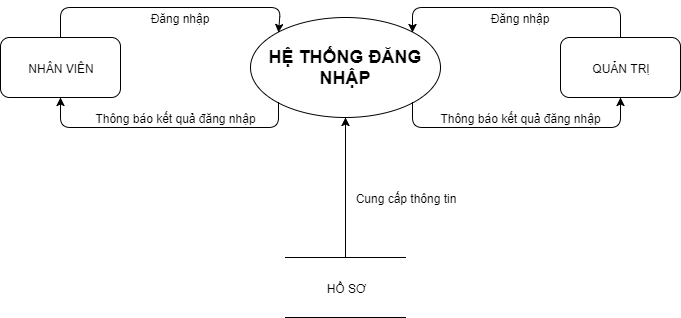 Đăng nhập
Đăng nhập
NHÂN VIÊN
HỆ THỐNG ĐĂNG
NHẬP
QUẢN TRỊ
Thông báo kết quả đăng nhập
Thông báo kết quả đăng nhập
Cung cấp thông tin
HỒ SƠ